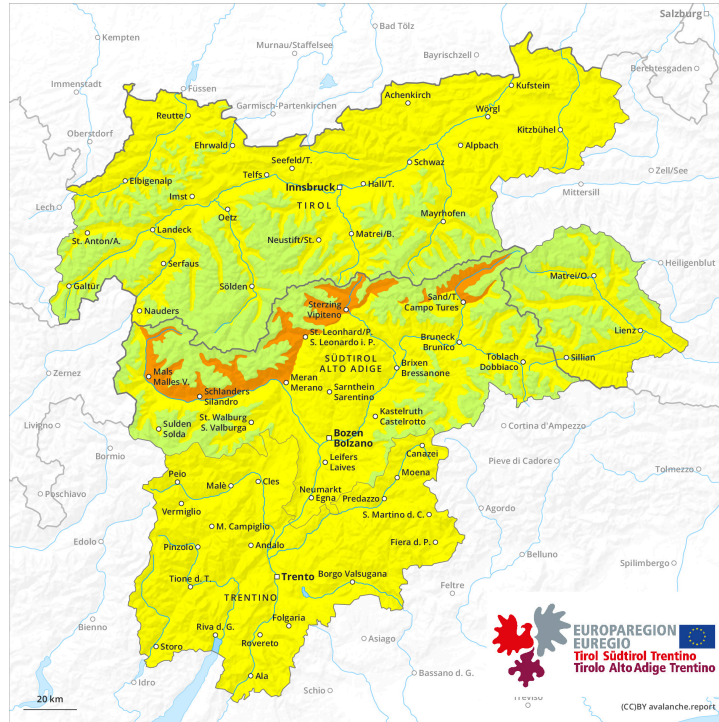 Salzburg
Bad Tölz
Kempten
Murnau/Staffelsee
Bayrischzell
Berchtesgaden
Immenstadt
Füssen
Kufstein
Achenkirch
Garmisch-Partenkirchen
Wörgl
Reutte
Oberstdorf
Kitzbühel
Ehrwald
Alpbach
Seefeld/T.
Schwaz
Zell/See
Telfs
Elbigenalp
Innsbruck
Hall/T.
Mittersill
Imst
TIROL
Lech
Oetz
Mayrhofen
Landeck
Matrei/B.
St. Anton/A.
Neustift/St.
Heiligenblut
Serfaus
Matrei/O.
Galtür
Sölden
Sand/T.
Campo Tures
Sterzing
Vipiteno
Nauders
Lienz
St. Leonhard/P.
S. Leonardo i. P.
Bruneck
Brunico
Toblach
Dobbiaco
Sillian
SÜDTIROL
ALTO ADIGE
Zernez
Mals
Malles V.
Brixen
Bressanone
Meran
Merano
Sarnthein
Sarentino
Schlanders
Silandro
Kastelruth
Castelrotto
St. Walburg
S. Valburga
Livigno
Sulden
Solda
Cortina d'Ampezzo
Bozen
Bolzano
Bormio
Canazei
Pieve di Cadore
Leifers
Laives
Tolmezzo
Peio
Moena
Cles
Malè
Poschiavo
Neumarkt
Egna
Predazzo
Vermiglio
Agordo
S. Martino d. C.
M. Campiglio
Edolo
Pinzolo
Andalo
Fiera d. P.
Belluno
Spilimbergo
Trento
Borgo Valsugana
Tione d. T.
Feltre
TRENTINO
Folgaria
Bienno
Riva d. G.
Rovereto
Asiago
Storo
Ala
Idro
Schio
Bassano d. G.
Treviso
EUROPAREGION
EUREGIO
Tirol Südtirol Trentino
Tirolo Alto Adige Trentino
20 km
(CC)BY avalanche.report